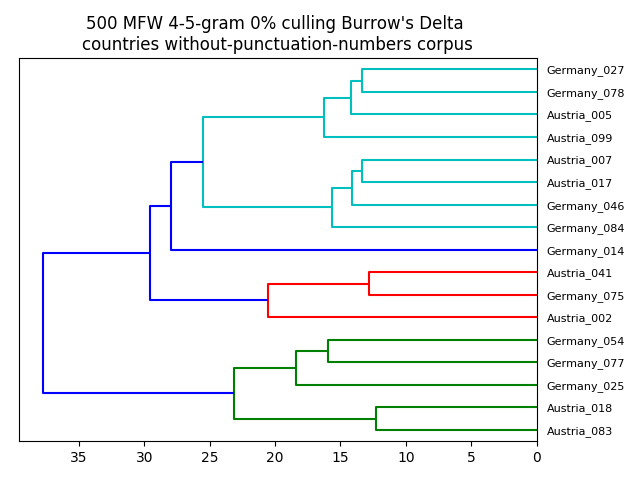 500 MFW 4-5-gram 0% culling Burrow's Delta
countries without-punctuation-numbers corpus
Germany_027
Germany_078
Austria_005
Austria_099
Austria_007
Austria_017
Germany_046
Germany_084
Germany_014
Austria_041
Germany_075
Austria_002
Germany_054
Germany_077
Germany_025
Austria_018
Austria_083
35 30 25 20 15 10 5 0